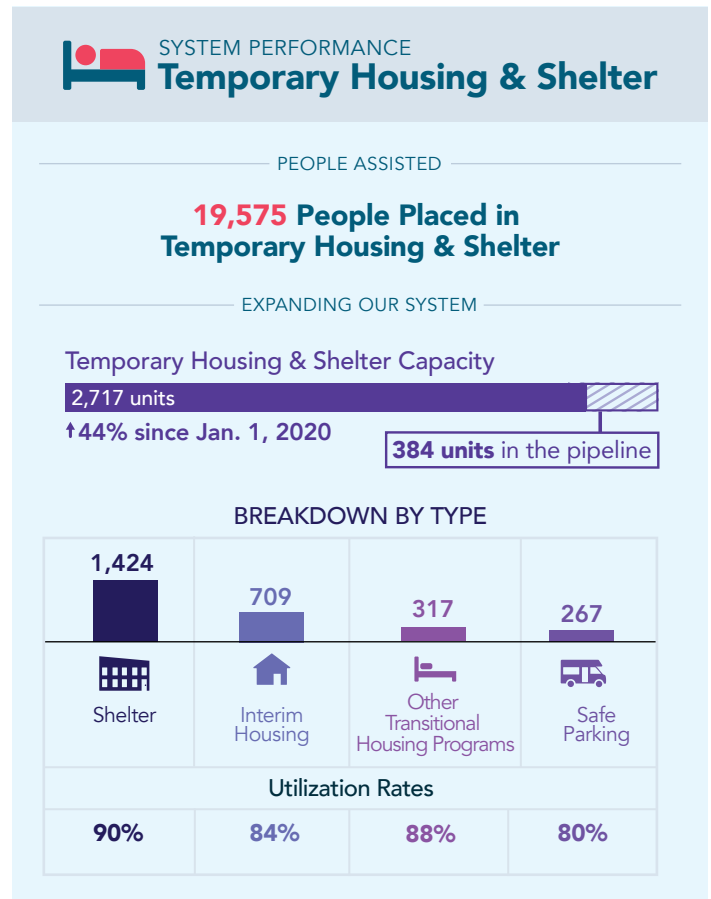 SYSTEM PERFORMANCE
Temporary Housing & Shelter
PEOPLE ASSISTED
19,575 People Placed in
Temporary Housing & Shelter
EXPANDING OUR SYSTEM
Temporary Housing & Shelter Capacity
2,717 units
↑44% since Jan. 1, 2020
384 units in the pipeline
BREAKDOWN BY TYPE
1,424
709
317
267
Shelter
Interim
Housing
Other
Transitional
Housing Programs
Safe
Parking
Utilization Rates
90%
84%
88%
80%